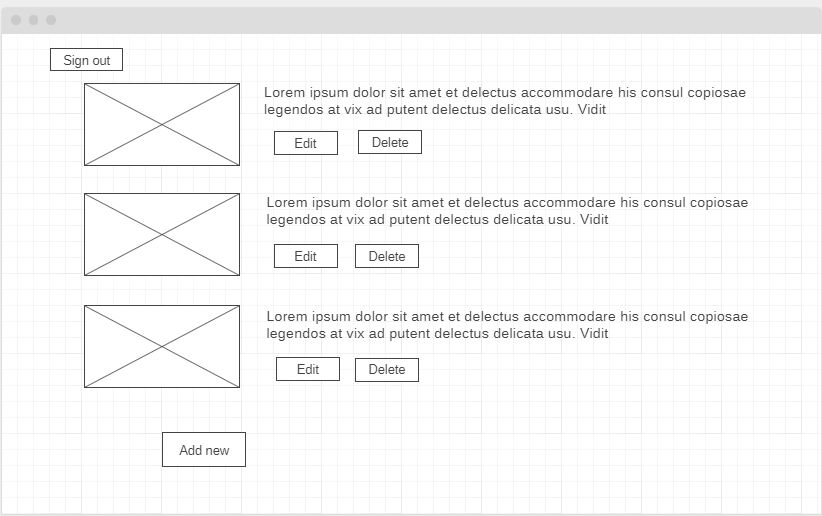 Sign out
Lorem ipsum dolor sit amet et delectus accommodare his consul copiosae
legendos at vix ad putent delectus delicata usu. Vidit
Edit Delete
Lorem ipsum dolor sit amet et delectus accommodare his consul copiosae
legendos at vix ad putent delectus delicata usu. Vidit
Edit Delete
Lorem ipsum dolor sit amet et delectus accommodare his consul copiosae
legendos at vix ad putent delectus delicata usu. Vidit
Edit Delete
Add new